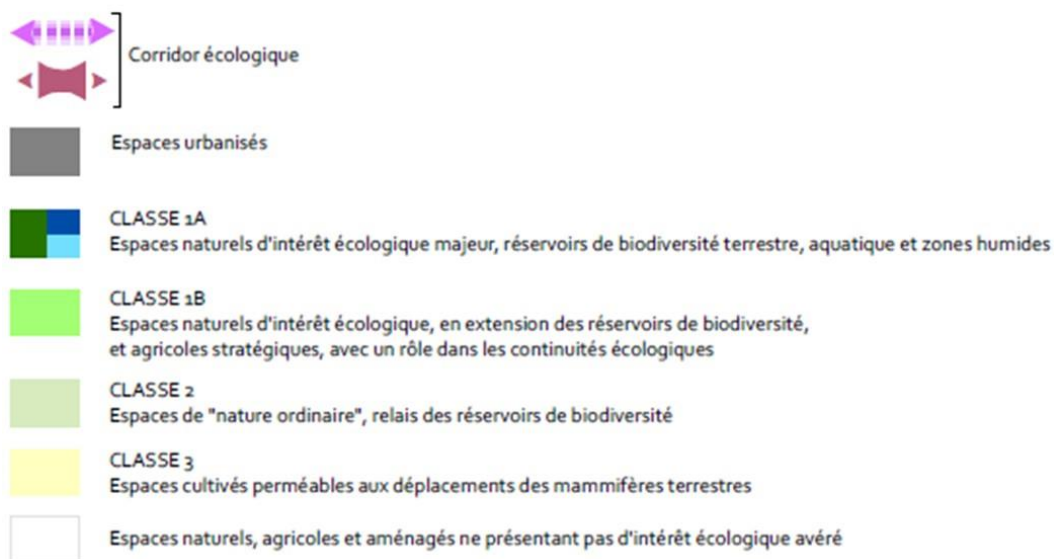 Corridor écologique
Espaces urbanisés
CLASSE 1A
Espaces naturels d'intérêt écologique majeur, réservoirs de biodiversité terrestre, aquatique et zones humides
CLASSE 1B
Espaces naturels d'intérêt écologique, en extension des réservoirs de biodiversité,
et agricoles stratégiques, avec un rôle dans les continuités écologiques
CLASSE 2
Espaces de "nature ordinaire", relais des réservoirs de biodiversité
CLASSE 3
Espaces cultivés perméables aux déplacements des mammifères terrestres
Espaces naturels, agricoles et aménagés ne présentant pas d'intérêt écologique avéré